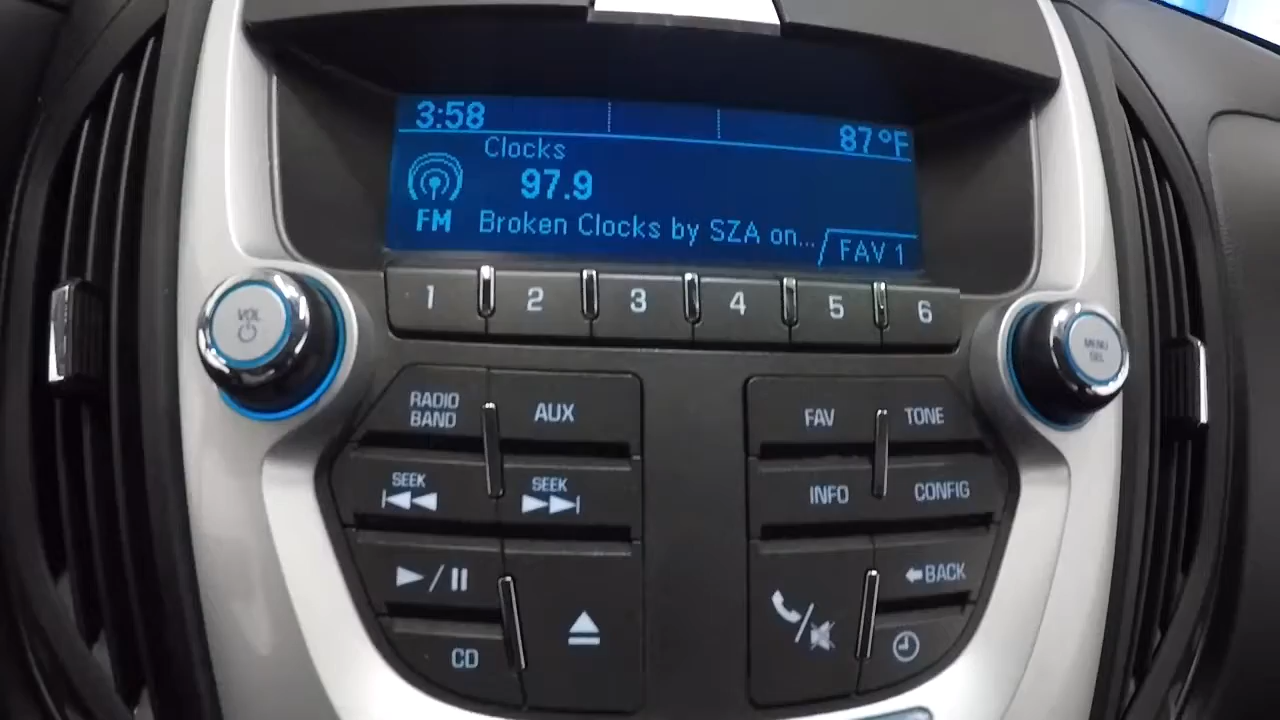 3:58
87°F
Clocks
97.9
FM
Broken Clocks by SZA on...
FAV 1
1 2 3 4 5 6
VOL
MENU
SEL
RADIO
BAND
AUX
FAV
TONE
SEEK
SEEK
INFO
CONFIG
BACK
CD